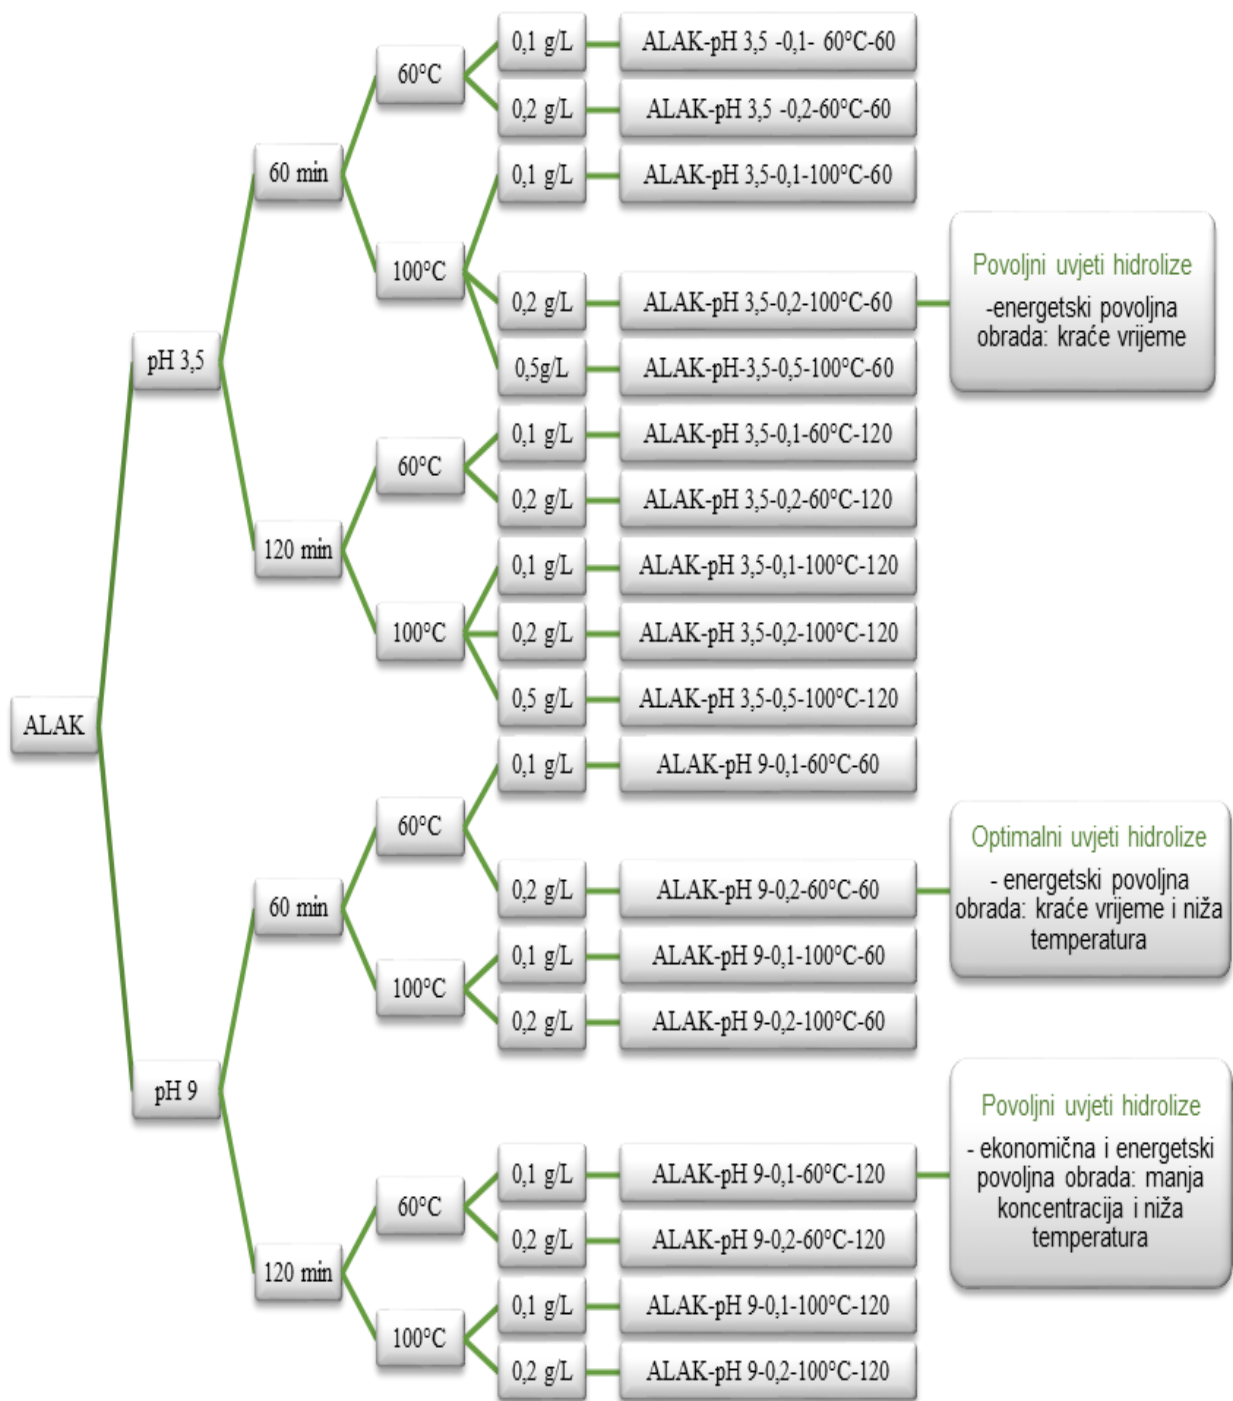 ALAK
pH 3,5
60 min
60°C
0,1 g/L
ALAK-pH 3,5 -0,1- 60°C-60
0,2 g/L
ALAK-pH 3,5 -0,2-60°C-60
100°C
0,1 g/L
ALAK-pH 3,5-0,1-100°C-60
0,2 g/L
ALAK-pH 3,5-0,2-100°C-60
Povoljni uvjeti hidrolize
-energetski povoljna
obrada: kraće vrijeme
0,5g/L
ALAK-pH-3,5-0,5-100°C-60
120 min
60°C
0,1 g/L
ALAK-pH 3,5-0,1-60°C-120
0,2 g/L
ALAK-pH 3,5-0,2-60°C-120
100°C
0,1 g/L
ALAK-pH 3,5-0,1-100°C-120
0,2 g/L
ALAK-pH 3,5-0,2-100°C-120
0,5 g/L
ALAK-pH 3,5-0,5-100°C-120
pH 9
60 min
60°C
0,1 g/L
ALAK-pH 9-0,1-60°C-60
0,2 g/L
ALAK-pH 9-0,2-60°C-60
Optimalni uvjeti hidrolize
- energetski povoljna
obrada: kraće vrijeme i niža
temperatura
100°C
0,1 g/L
ALAK-pH 9-0,1-100°C-60
0,2 g/L
ALAK-pH 9-0,2-100°C-60
120 min
60°C
0,1 g/L
ALAK-pH 9-0,1-60°C-120
Povoljni uvjeti hidrolize
- ekonomična i energetski
povoljna obrada: manja
koncentracija i niža
temperatura
0,2 g/L
ALAK-pH 9-0,2-60°C-120
100°C
0,1 g/L
ALAK-pH 9-0,1-100°C-120
0,2 g/L
ALAK-pH 9-0,2-100°C-120